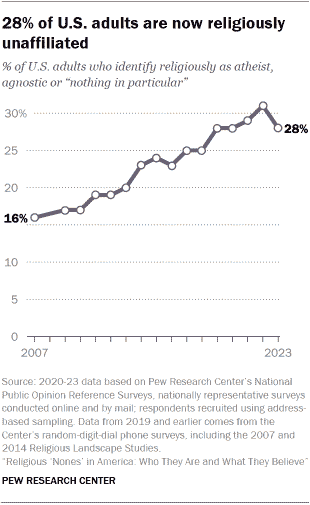 28% of U.S. adults are now religiously
unaffiliated
% of U.S. adults who identify religiously as atheist,
agnostic or “nothing in particular”
30%
28%
25
20
16%
10
5
0
2007
2023
Source: 2020-23 data based on Pew Research Center’s National
Public Opinion Reference Surveys, nationally representative surveys
conducted online and by mail; respondents recruited using address-
based sampling. Data from 2019 and earlier comes from the
Center’s random-digit-dial phone surveys, including the 2007 and
2014 Religious Landscape Studies.
“Religious ‘Nones’ in America: Who They Are and What They Believe”
PEW RESEARCH CENTER